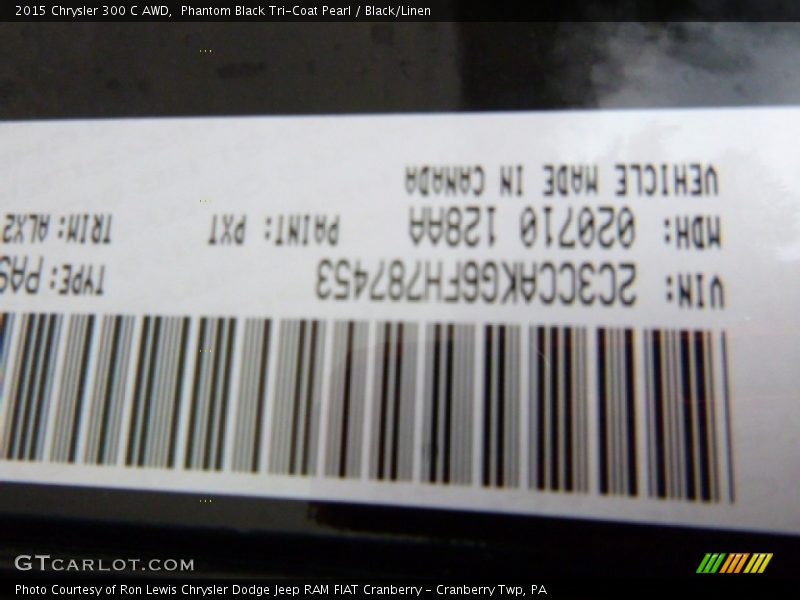 2015 Chrysler 300 C AWD, Phantom Black Tri-Coat Pearl / Black/Linen
VIN: 2C3CCAKG6FH787453 TYPE: PAS
MDH: 020710 128AA PAINT: PXT TRIM: ALX2
VEHICLE MADE IN CANADA
GTCARLOT.COM
Photo Courtesy of Ron Lewis Chrysler Dodge Jeep RAM FIAT Cranberry - Cranberry Twp, PA